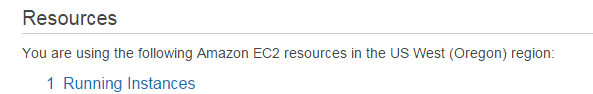 Resources
You are using the following Amazon EC2 resources in the US West (Oregon) region:
1 Running Instances